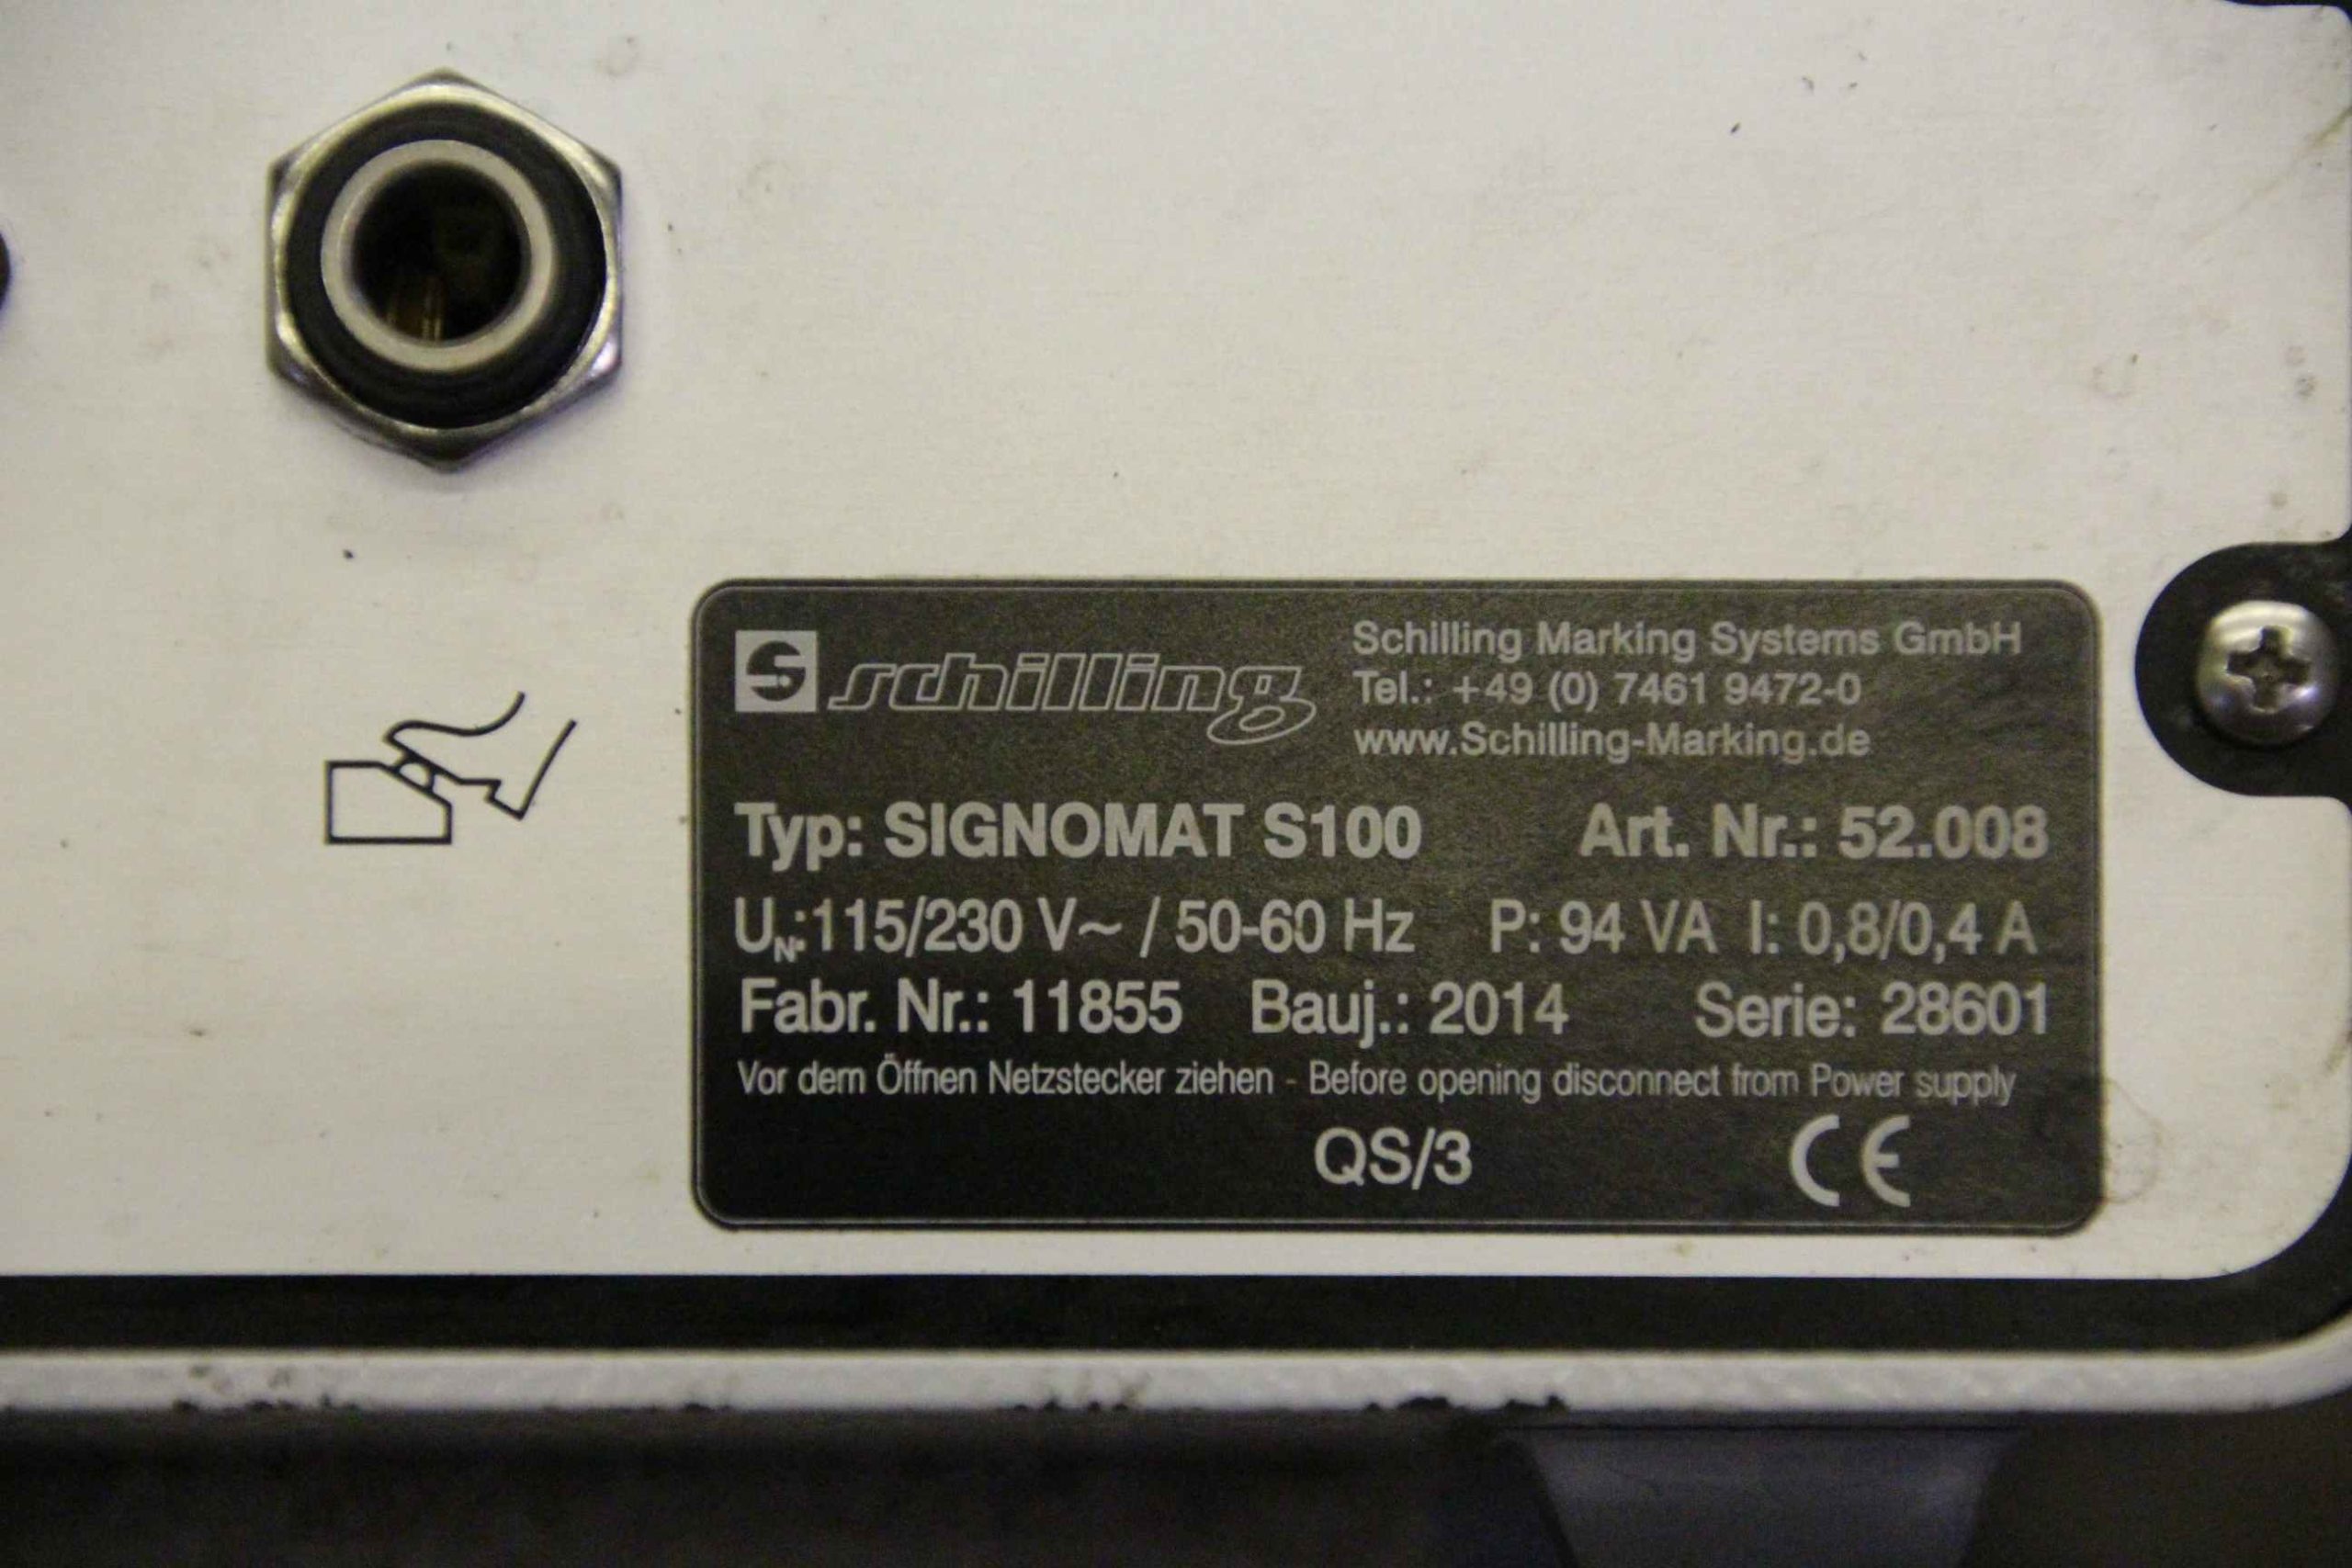 S schilling
Schilling Marking Systems GmbH
Tel.: +49 (0) 7461 9472-0
www.Schilling-Marking.de
Typ: SIGNOMAT S100 Art. Nr.: 52.008
UN:115/230 V~ / 50-60 Hz P: 94 VA I: 0,8/0,4 A
Fabr. Nr.: 11855 Bauj.: 2014 Serie: 28601
Vor dem Öffnen Netzstecker ziehen - Before opening disconnect from Power supply
QS/3 CE